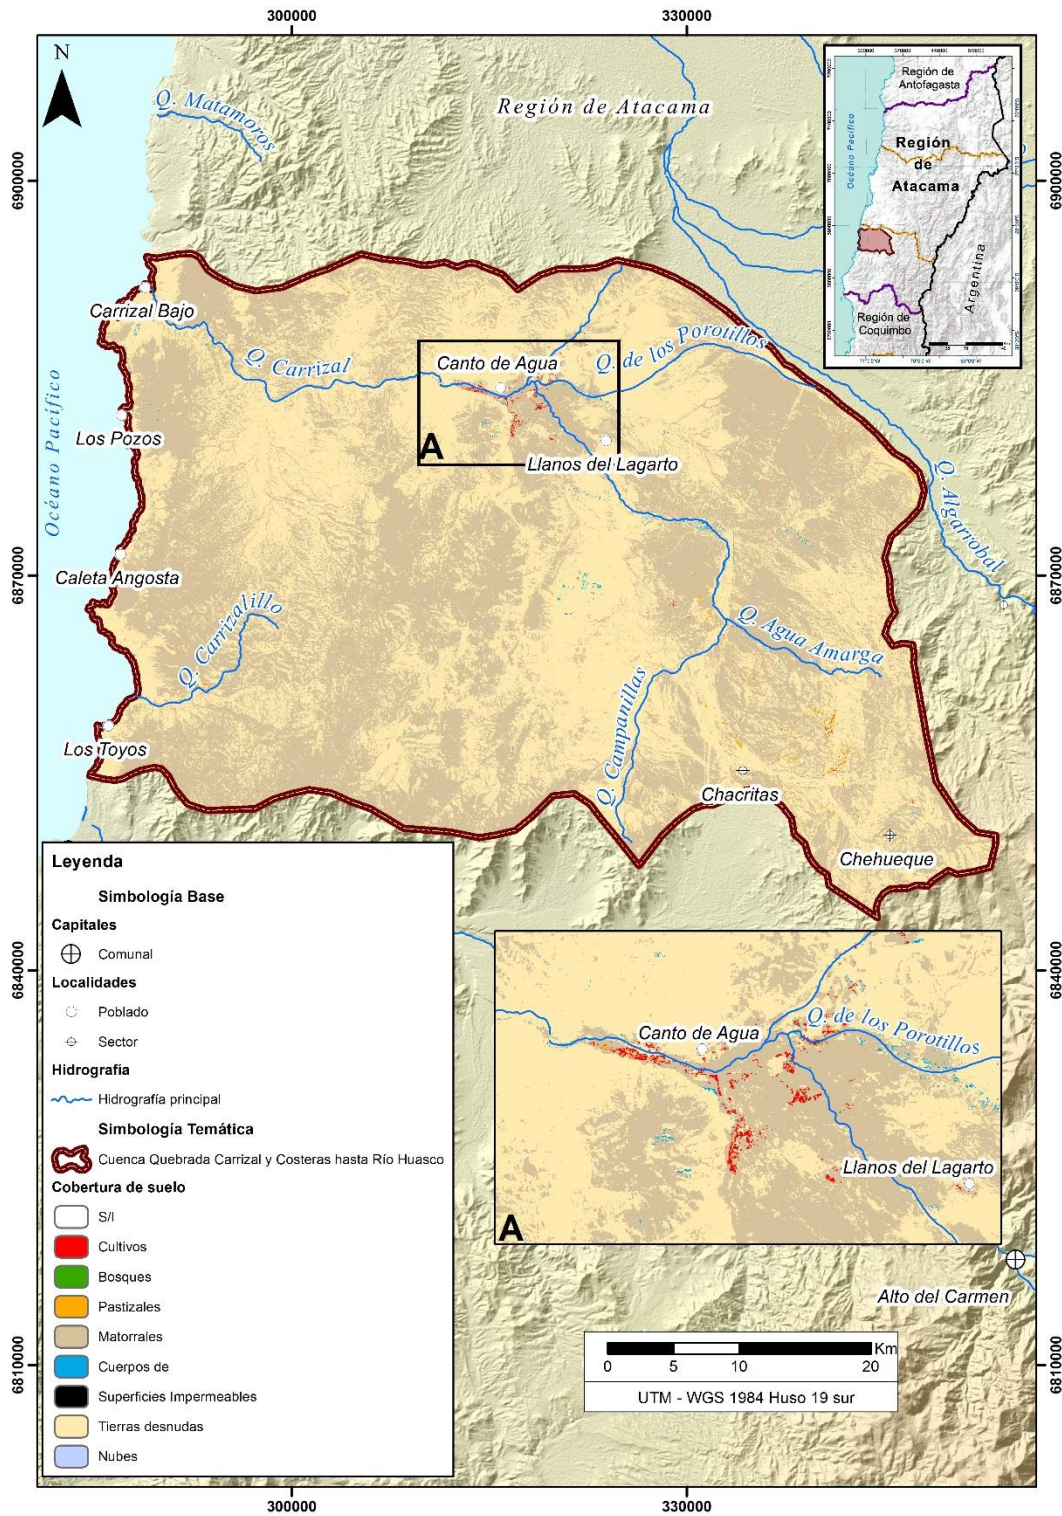 300000
330000
N
Q. Matamoros
Región de Atacama
6900000
6900000
Región de
Antofagasta
Océano Pacífico
Región
de
Atacama
Argentina
Región de
Coquimbo
Carrizal Bajo
Q. Carrizal
Canto de Agua
Q. de los Porotillos
Océano Pacífico
Los Pozos
A
Llanos del Lagarto
Q. Algarrobal
6870000
6870000
Caleta Angosta
Q. Carrizalillo
Q. Agua Amarga
Q. Campanillas
Los Toyos
Chacritas
Chehueque
Leyenda
Simbología Base
Capitales
Comunal
Localidades
Poblado
Sector
Hidrografía
Hidrografía principal
Simbología Temática
Cuenca Quebrada Carrizal y Costeras hasta Río Huasco
Cobertura de suelo
S/I
Cultivos
Bosques
Pastizales
Matorrales
Cuerpos de
Superficies Impermeables
Tierras desnudas
Nubes
6840000
6840000
Canto de Agua
Q. de los Porotillos
Llanos del Lagarto
A
Alto del Carmen
6810000
6810000
Km
0 5 10 20
UTM - WGS 1984 Huso 19 sur
300000
330000